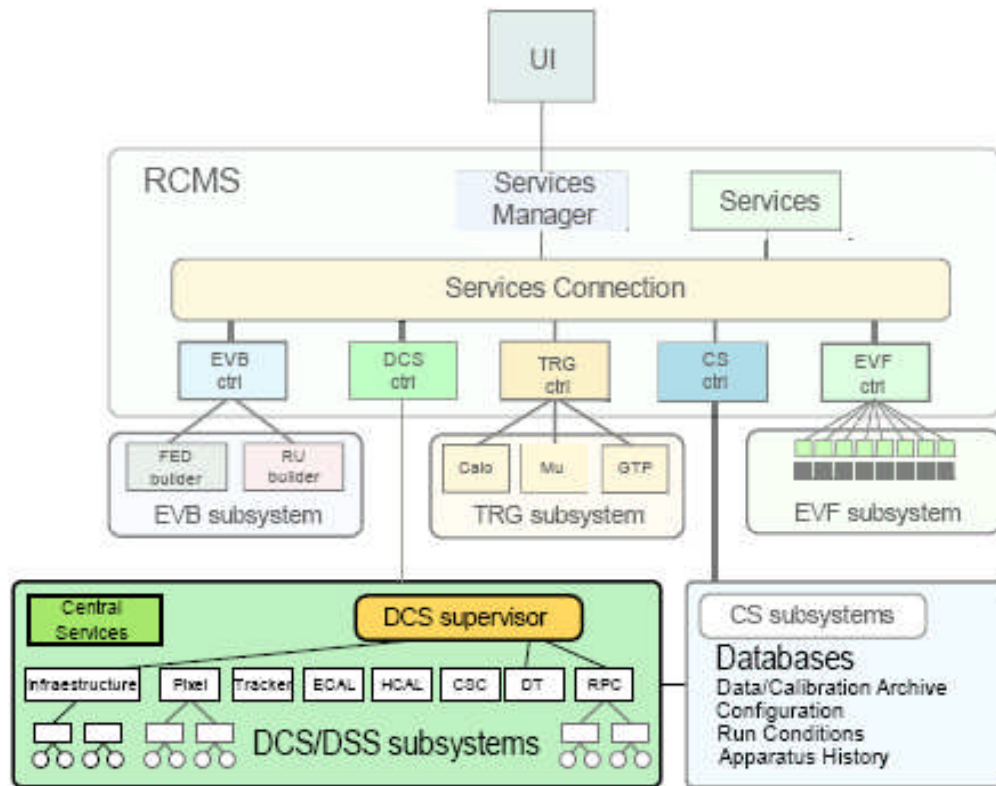 UI
RCMS
Services
Manager
Services
Services Connection
EVB
ctrl
DCS
ctrl
TRG
ctrl
CS
ctrl
EVF
ctrl
FED
builder
RU
builder
EVB subsystem
Calo
Mu
GTP
TRG subsystem
EVF subsystem
Central
Services
DCS supervisor
Infraestructure
Pixel
Tracker
ECAL
HCAL
CSC
DT
RPC
DCS/DSS subsystems
CS subsystems
Databases
Data/Calibration Archive
Configuration
Run Conditions
Apparatus History